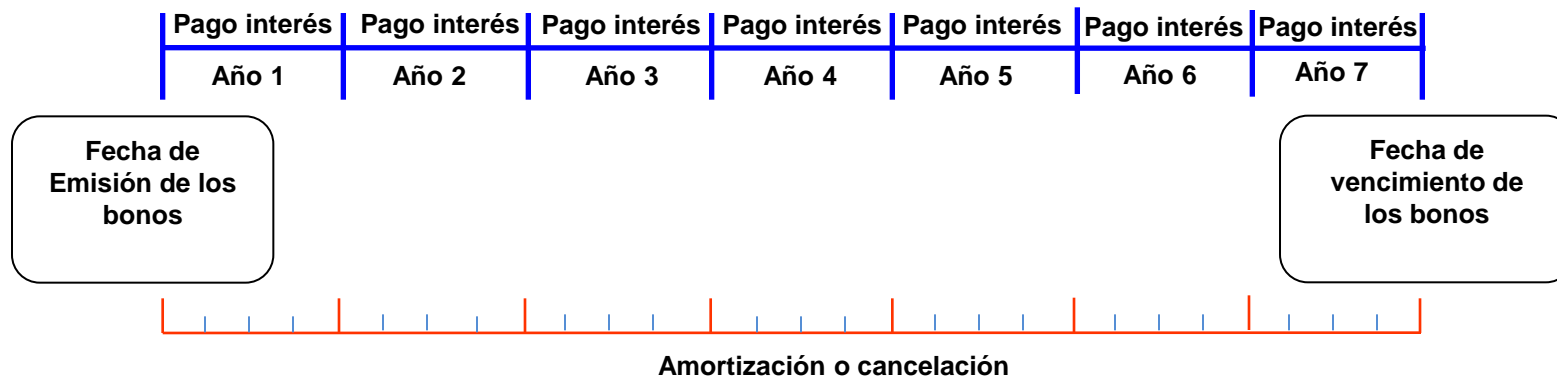 Pago interés Pago interés Pago interés Pago interés Pago interés Pago interés Pago interés
Año 1 Año 2 Año 3 Año 4 Año 5 Año 6 Año 7
Fecha de
Emisión de los
bonos
Fecha de
vencimiento de
los bonos
Amortización o cancelación